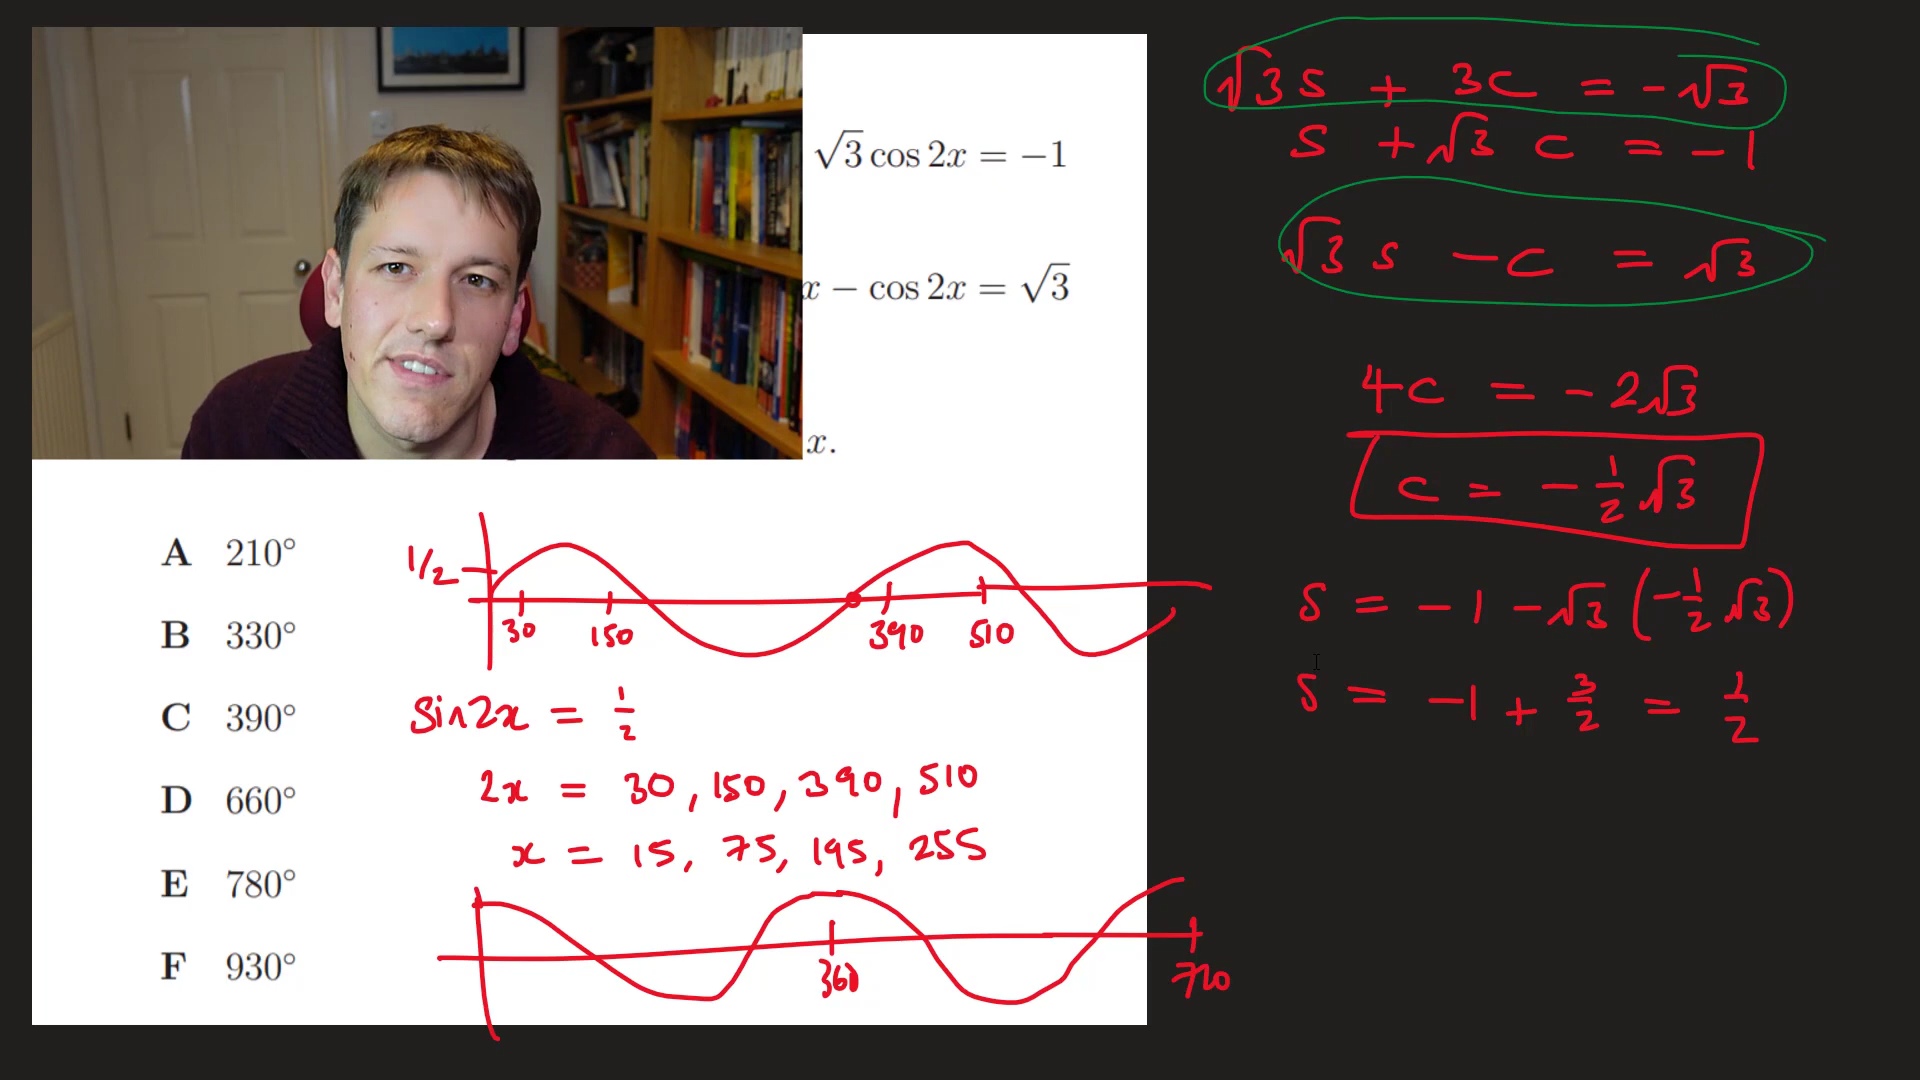 √3 cos 2x = −1
x − cos 2x = √3
x.
A 210°
B 330°
C 390°
D 660°
E 780°
F 930°
1/2
30 150 390 510
sin2x = 1/2
2x = 30, 150, 390, 510
x = 15, 75, 195, 255
360 720
√3 s + 3c = -√3
s + √3 c = -1
√3 s - c = √3
4c = -2√3
c = -1/2 √3
s = -1 - √3 (-1/2 √3)
s = -1 + 3/2 = 1/2